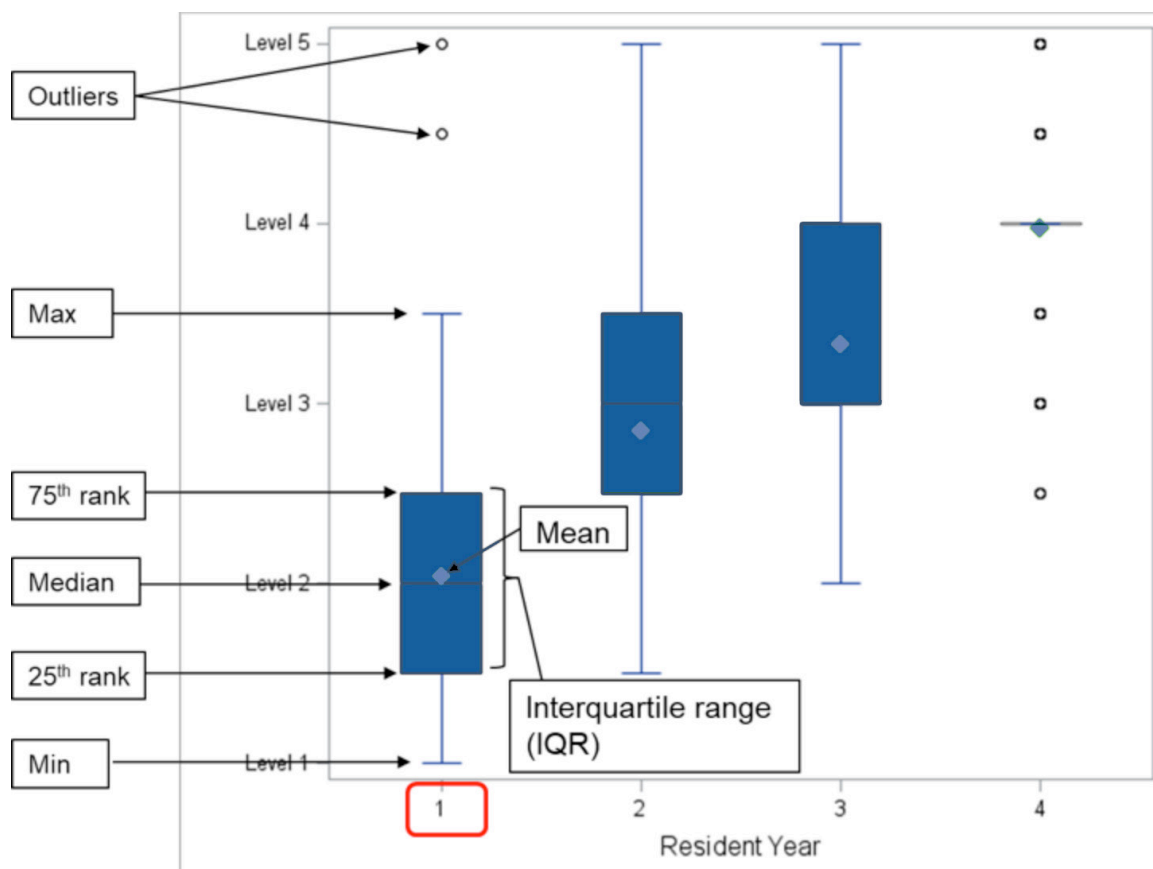 Level 5
Outliers
Level 4
Max
Level 3
75th rank
Mean
Median
Level 2
25th rank
Interquartile range
(IQR)
Min
Level 1
1
2
3
4
Resident Year